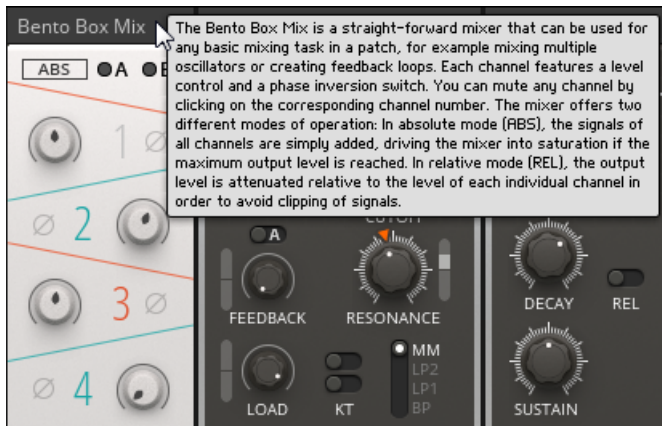 Bento Box Mix
The Bento Box Mix is a straight-forward mixer that can be used for
any basic mixing task in a patch, for example mixing multiple
oscillators or creating feedback loops. Each channel features a level
control and a phase inversion switch. You can mute any channel by
clicking on the corresponding channel number. The mixer offers two
different modes of operation: In absolute mode (ABS), the signals of
all channels are simply added, driving the mixer into saturation if the
maximum output level is reached. In relative mode (REL), the output
level is attenuated relative to the level of each individual channel in
order to avoid clipping of signals.
ABS A
1 Ø
Ø 2
3 Ø
Ø 4
CUTOFF
A
FEEDBACK RESONANCE
LOAD KT
MM
LP2
LP1
BP
DECAY REL
SUSTAIN